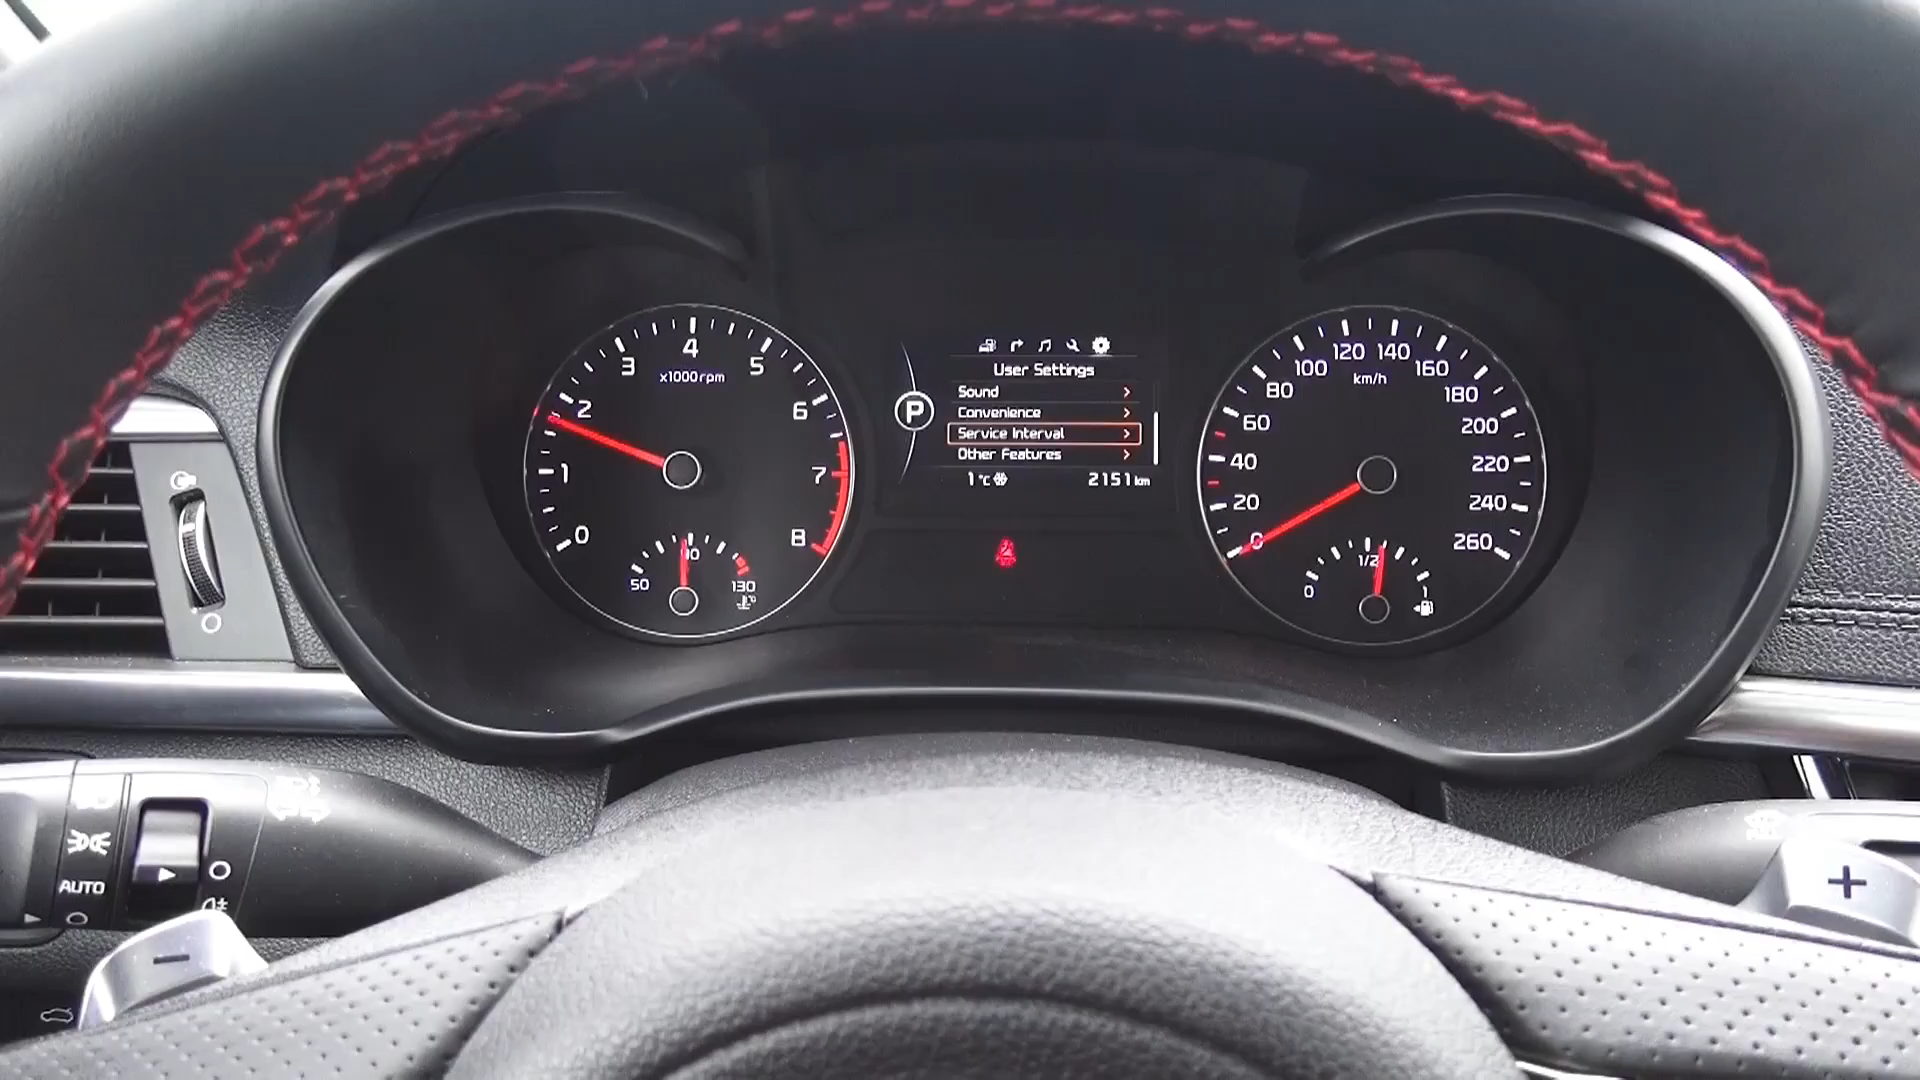 0
1
2
3
4
5
6
7
8
x1000rpm
50
90
130
P
User Settings
Sound
Convenience
Service Interval
Other Features
1°C
2151km
0
20
40
60
80
100
120
140
160
180
200
220
240
260
km/h
0
1/2
1
AUTO
-
+